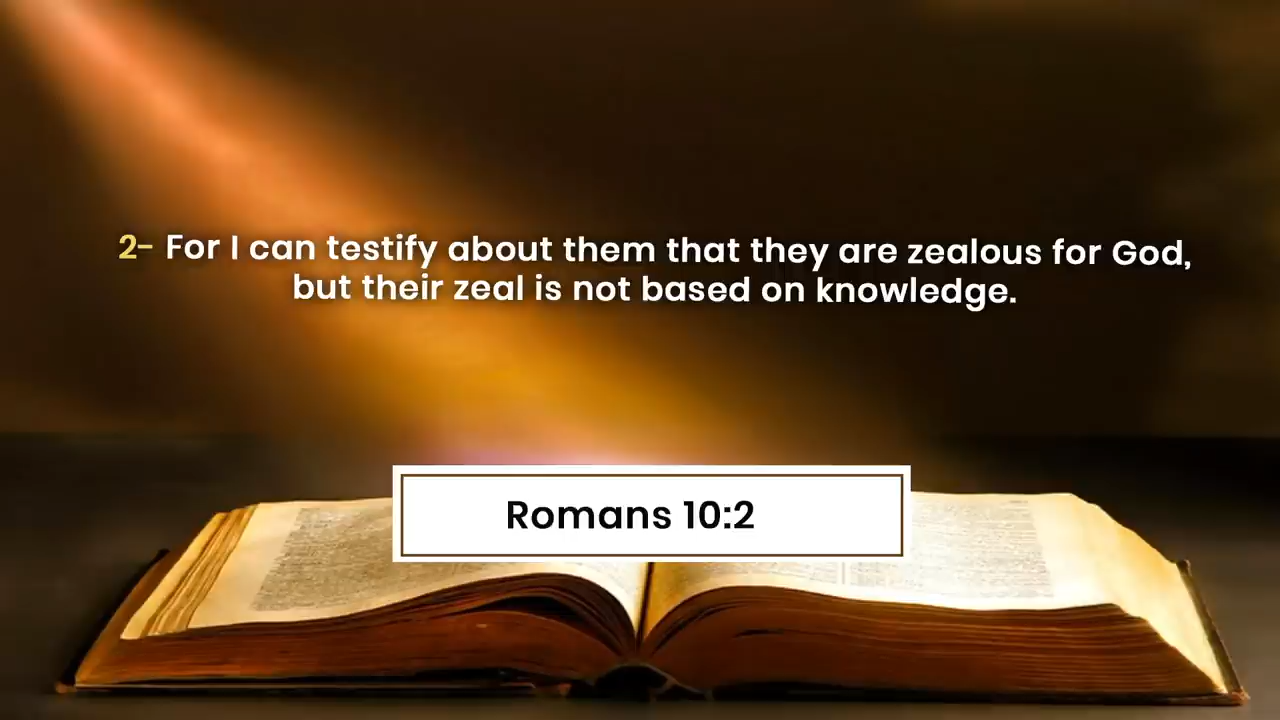 2- For I can testify about them that they are zealous for God,
but their zeal is not based on knowledge.
Romans 10:2